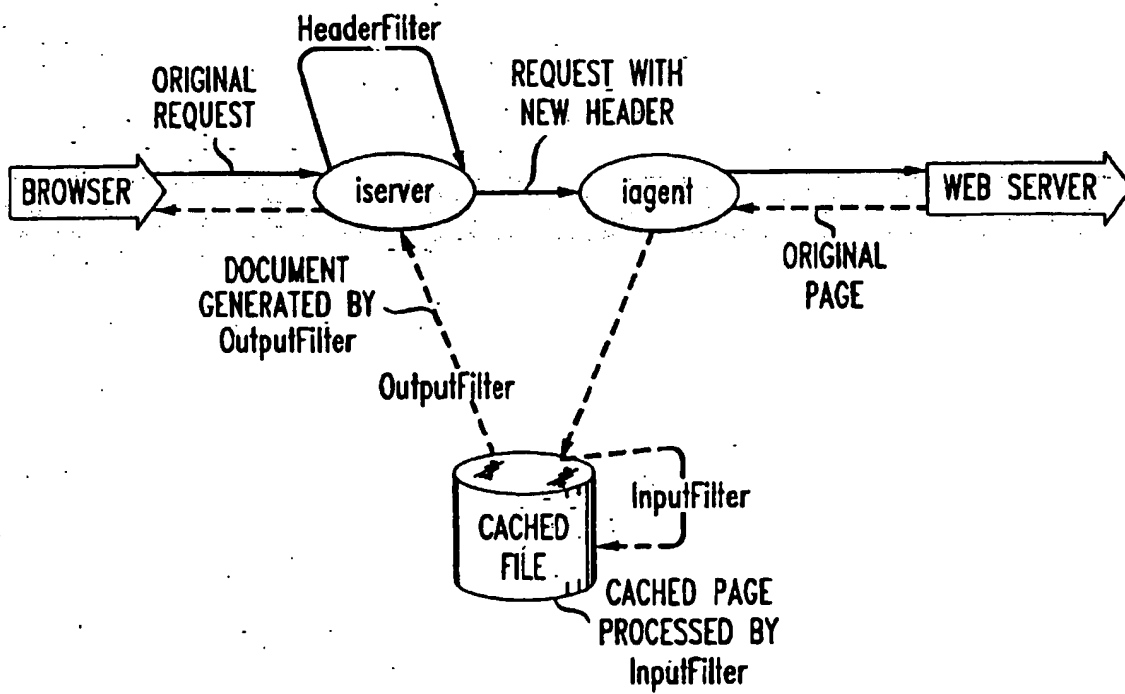 HeaderFilter
ORIGINAL
REQUEST
REQUEST WITH
NEW HEADER
BROWSER
iserver
iagent
WEB SERVER
DOCUMENT
GENERATED BY
OutputFilter
ORIGINAL
PAGE
OutputFilter
InputFilter
CACHED
FILE
CACHED PAGE
PROCESSED BY
InputFilter